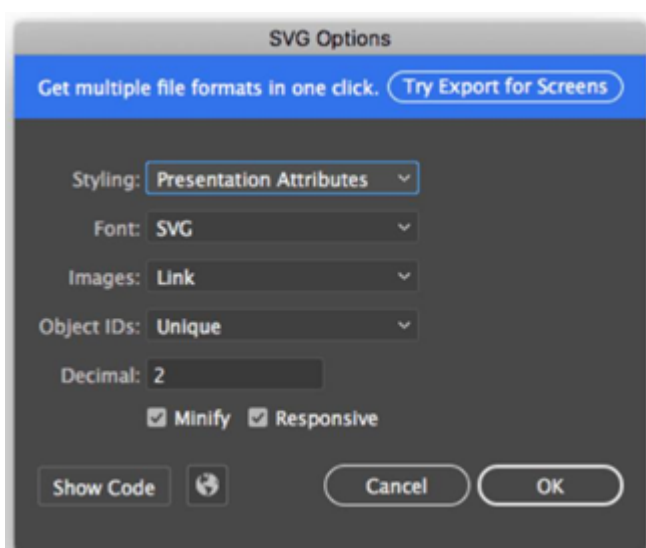 SVG Options
Get multiple file formats in one click. Try Export for Screens
Styling: Presentation Attributes
Font: SVG
Images: Link
Object IDs: Unique
Decimal: 2
Minify Responsive
Show Code Cancel OK